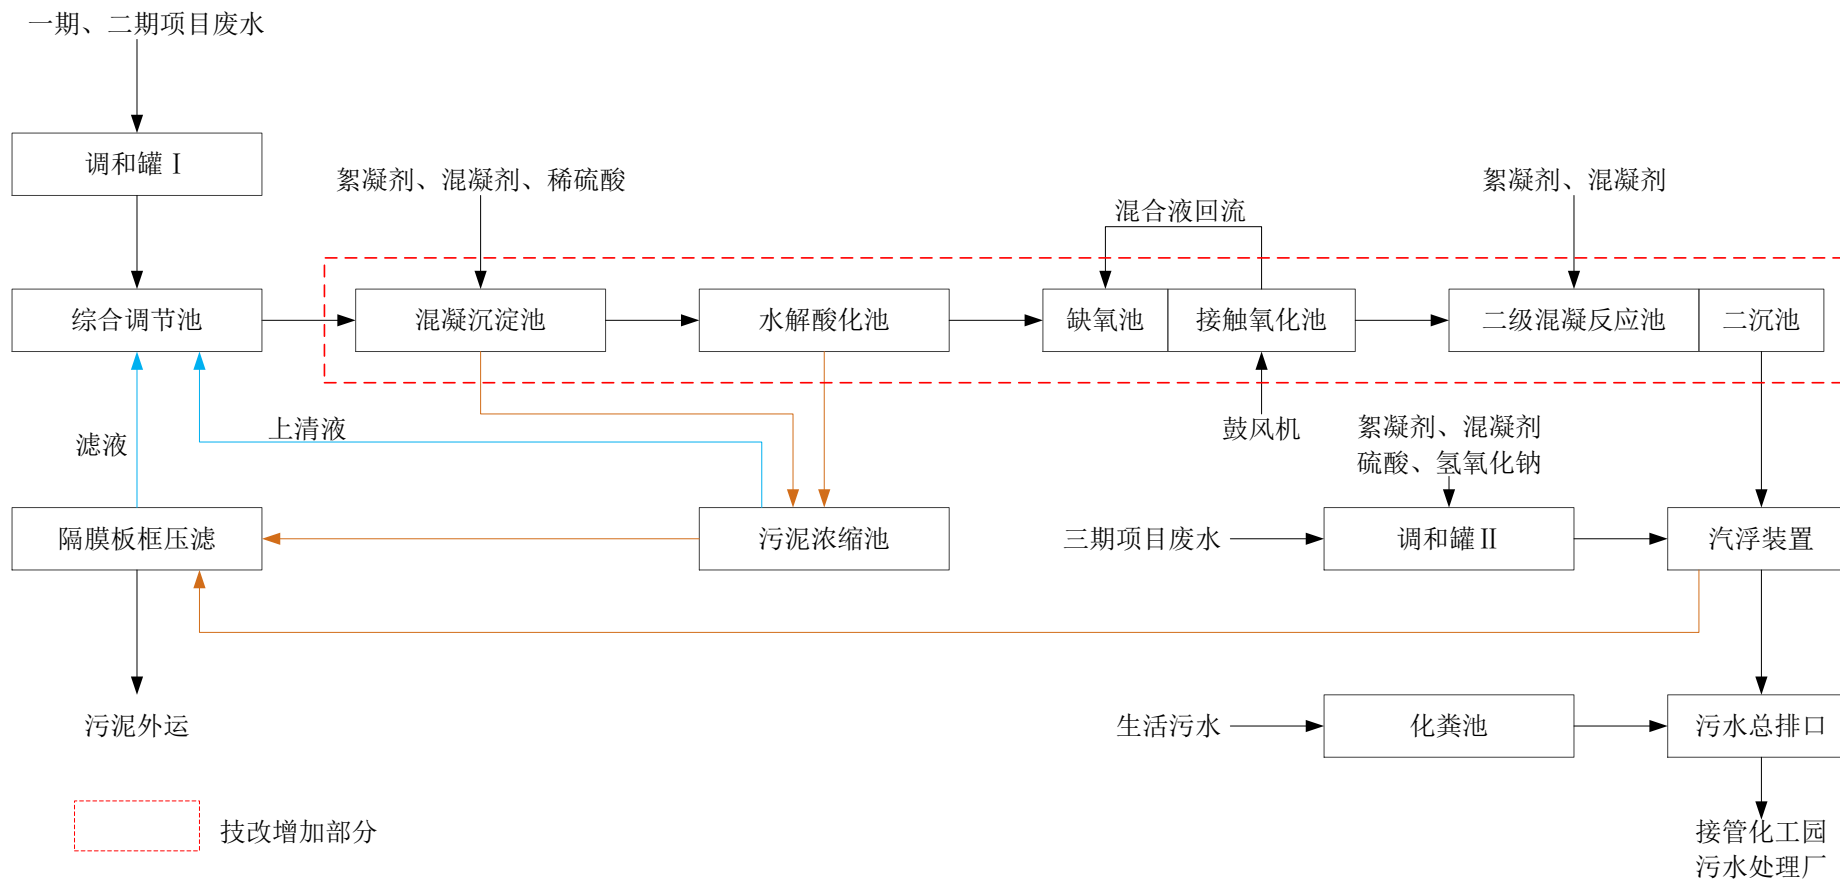 一期、二期项目废水
调和罐Ⅰ
絮凝剂、混凝剂、稀硫酸
混合液回流
絮凝剂、混凝剂
综合调节池
混凝沉淀池
水解酸化池
缺氧池
接触氧化池
二级混凝反应池
二沉池
滤液
上清液
鼓风机
絮凝剂、混凝剂
硫酸、氢氧化钠
隔膜板框压滤
污泥浓缩池
三期项目废水
调和罐Ⅱ
汽浮装置
污泥外运
生活污水
化粪池
污水总排口
技改增加部分
接管化工园
污水处理厂